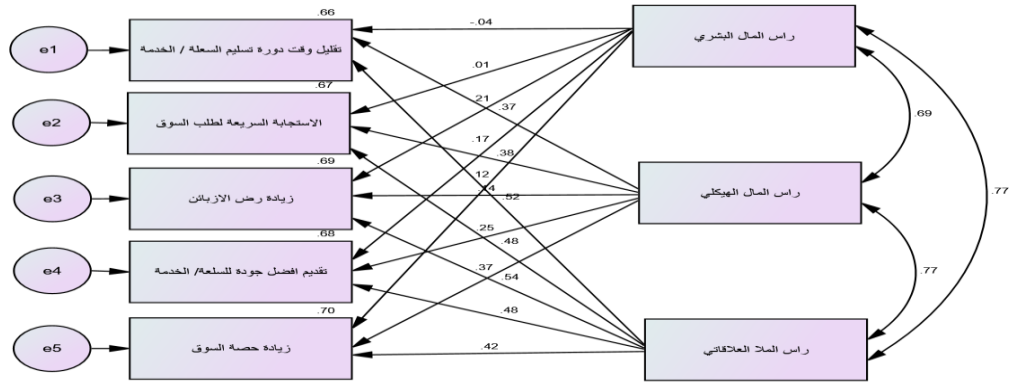 .66
-.04
e1
تقليل وقت دورة تسليم السعلة / الخدمة
راس المال البشري
.01
.67
.21
.37
e2
الاستجابة السريعة لطلب السوق
.17
.38
.69
.69
12
.14
.52
e3
زيادة رض الازبائن
راس المال الهيكلي
.77
.68
.25
.48
e4
تقديم افضل جودة للسلعة/ الخدمة
.37
.54
.77
.70
.48
e5
زيادة حصة السوق
.42
راس الملا العلاقاتي